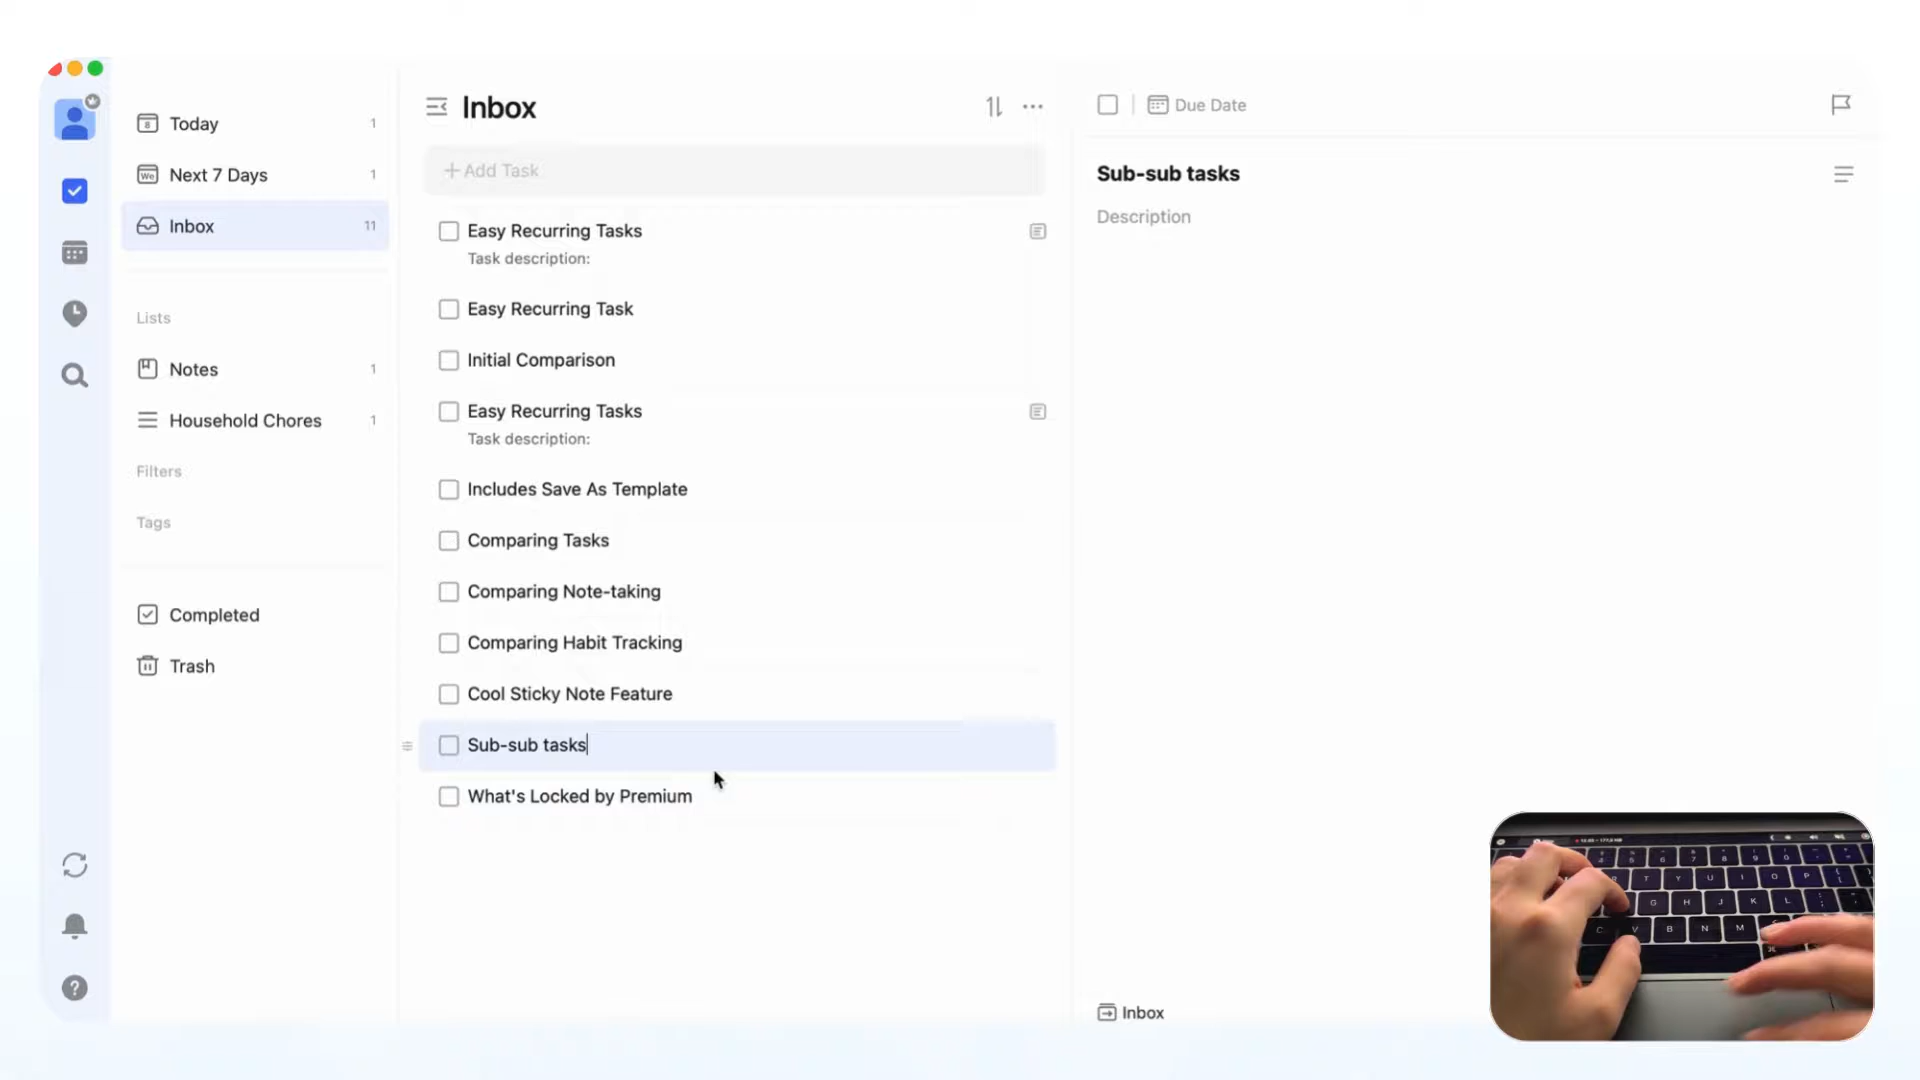 Today 1
Next 7 Days 1
Inbox 11
Lists
Notes 1
Household Chores 1
Filters
Tags
Completed
Trash
Inbox
+ Add Task
Easy Recurring Tasks
Task description:
Easy Recurring Task
Initial Comparison
Easy Recurring Tasks
Task description:
Includes Save As Template
Comparing Tasks
Comparing Note-taking
Comparing Habit Tracking
Cool Sticky Note Feature
Sub-sub tasks
What's Locked by Premium
Due Date
Sub-sub tasks
Description
Inbox